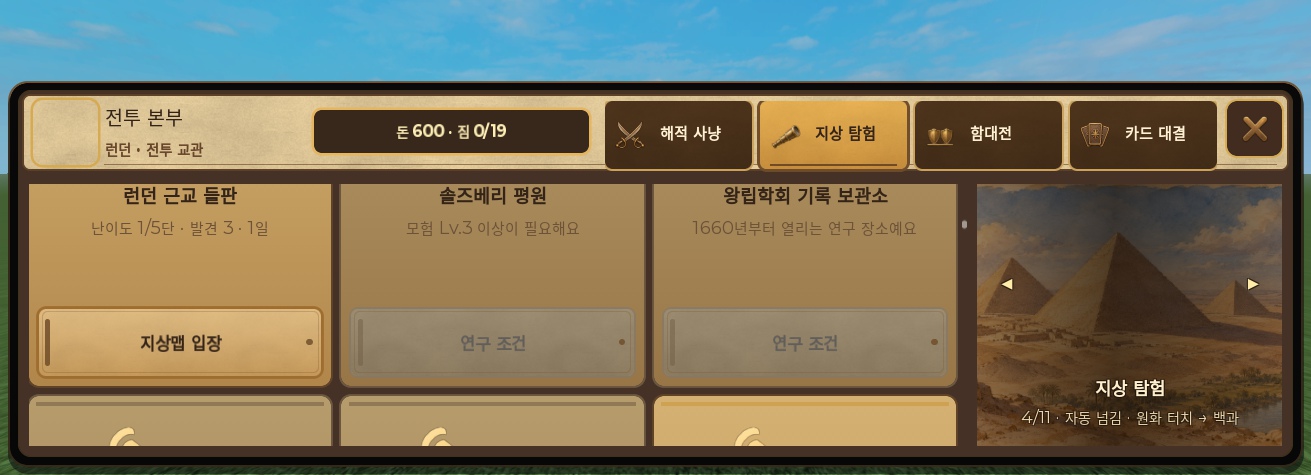 전투 본부
런던 · 전투 교관
돈 600 · 짐 0/19
해적 사냥
지상 탐험
함대전
카드 대결
런던 근교 들판
난이도 1/5단 · 발견 3 · 1일
지상맵 입장
솔즈베리 평원
모험 Lv.3 이상이 필요해요
연구 조건
왕립학회 기록 보관소
1660년부터 열리는 연구 장소예요
연구 조건
지상 탐험
4/11 · 자동 넘김 · 원화 터치 → 백과